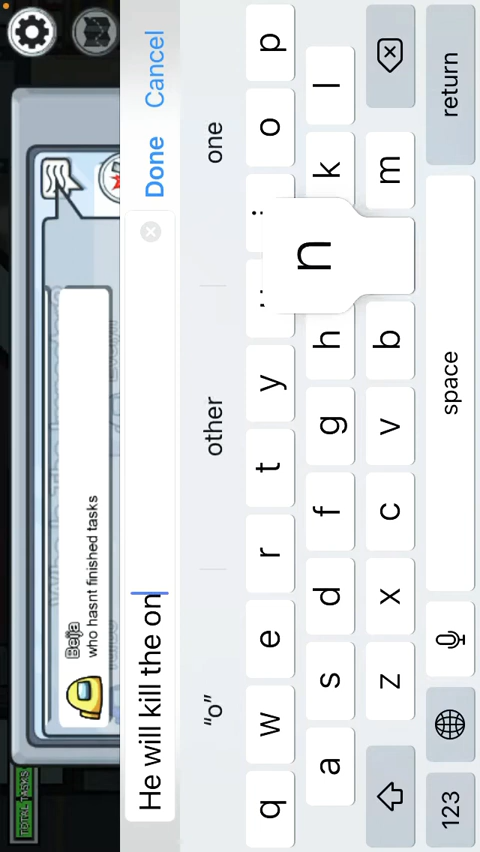 Beija
who hasnt finished tasks
TOTAL TASKS
He will kill the on
Done
Cancel
"o"
other
one
q w e r t y o p
a s d f g h k l
z x c v b n m
123
space
return